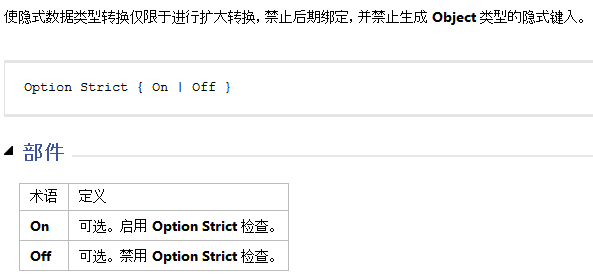 使隐式数据类型转换仅限于进行扩大转换，禁止后期绑定，并禁止生成 Object 类型的隐式键入。
Option Strict { On | Off }
部件
术语 定义
On 可选。启用 Option Strict 检查。
Off 可选。禁用 Option Strict 检查。